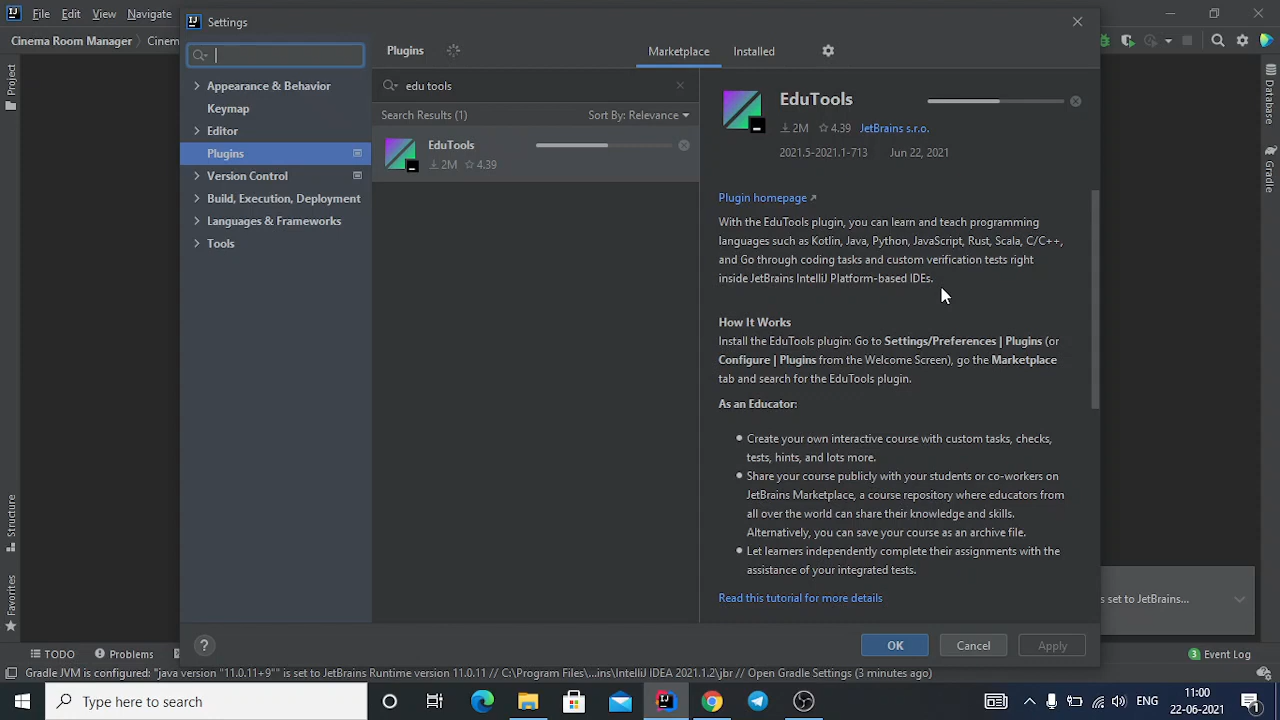 File Edit View Navigate
Settings
Cinema Room Manager Cinem
Plugins
Marketplace
Installed
Appearance & Behavior
Keymap
Editor
Plugins
Version Control
Build, Execution, Deployment
Languages & Frameworks
Tools
edu tools
Search Results (1)
Sort By: Relevance
EduTools
2M 4.39
EduTools
2M 4.39 JetBrains s.r.o.
2021.5-2021.1-713 Jun 22, 2021
Plugin homepage
With the EduTools plugin, you can learn and teach programming
languages such as Kotlin, Java, Python, JavaScript, Rust, Scala, C/C++,
and Go through coding tasks and custom verification tests right
inside JetBrains IntelliJ Platform-based IDEs.
How It Works
Install the EduTools plugin: Go to Settings/Preferences | Plugins (or
Configure | Plugins from the Welcome Screen), go the Marketplace
tab and search for the EduTools plugin.
As an Educator:
Create your own interactive course with custom tasks, checks,
tests, hints, and lots more.
Share your course publicly with your students or co-workers on
JetBrains Marketplace, a course repository where educators from
all over the world can share their knowledge and skills.
Alternatively, you can save your course as an archive file.
Let learners independently complete their assignments with the
assistance of your integrated tests.
Read this tutorial for more details
?
OK
Cancel
Apply
Project
Structure
Favorites
Database
Gradle
s set to JetBrains...
TODO
Problems
3 Event Log
Gradle JVM is configured: "java version "11.0.11+9"" is set to JetBrains Runtime version 11.0.11 // C:\Program Files\...ins\IntelliJ IDEA 2021.1.2\jbr // Open Gradle Settings (3 minutes ago)
Type here to search
ENG
11:00
22-06-2021
1